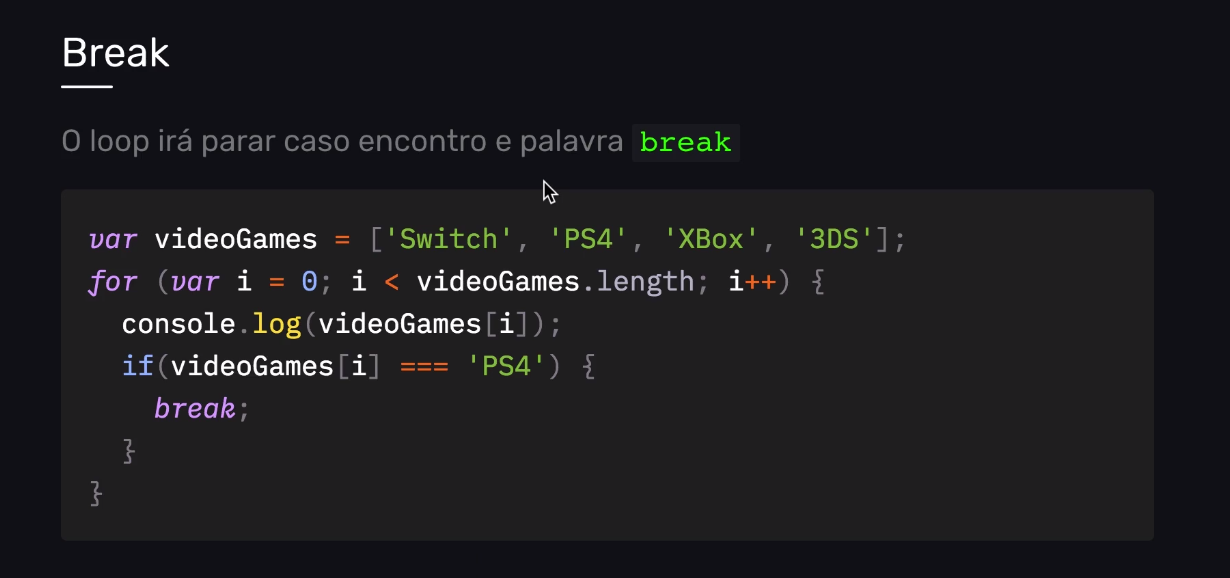 Break
O loop irá parar caso encontro e palavra break
var videoGames = ['Switch', 'PS4', 'XBox', '3DS'];
for (var i = 0; i < videoGames.length; i++) {
  console.log(videoGames[i]);
  if(videoGames[i] === 'PS4') {
    break;
  }
}